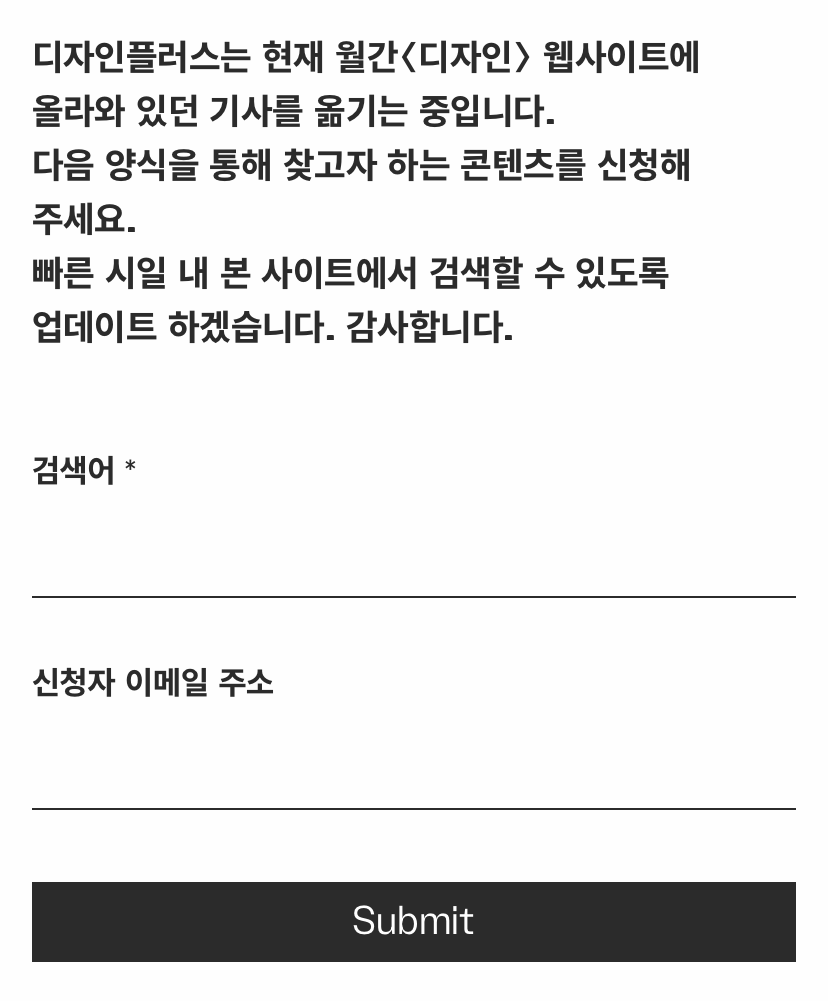 디자인플러스는 현재 월간〈디자인〉 웹사이트에
올라와 있던 기사를 옮기는 중입니다.
다음 양식을 통해 찾고자 하는 콘텐츠를 신청해
주세요.
빠른 시일 내 본 사이트에서 검색할 수 있도록
업데이트 하겠습니다. 감사합니다.
검색어 *
신청자 이메일 주소
Submit